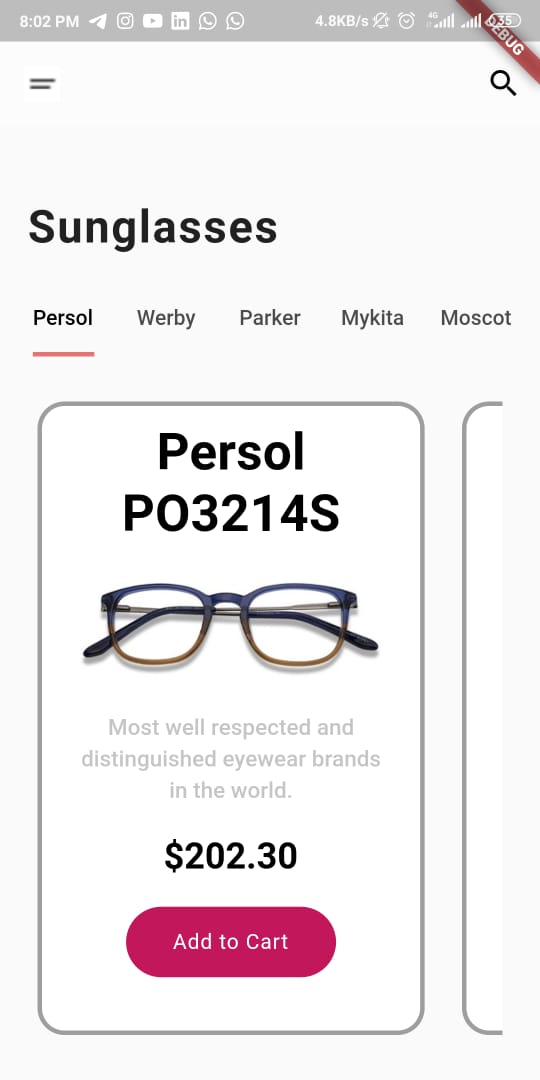 8:02 PM 4.8KB/s 4G 35
DEBUG
Sunglasses
Persol Werby Parker Mykita Moscot
Persol
PO3214S
Most well respected and
distinguished eyewear brands
in the world.
$202.30
Add to Cart